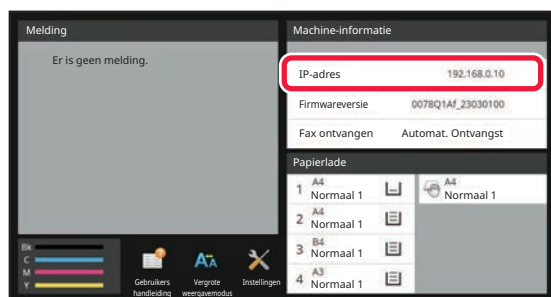 Melding
Er is geen melding.
Machine-informatie
IP-adres 192.168.0.10
Firmwareversie 0078Q1Af_23030100
Fax ontvangen Automat. Ontvangst
Papierlade
1 A4
Normaal 1
A4
Normaal 1
2 A4
Normaal 1
3 B4
Normaal 1
4 A3
Normaal 1
Bk
C
M
Y
Gebruikers
handleiding
Vergrote
weergavemodus
Instellingen